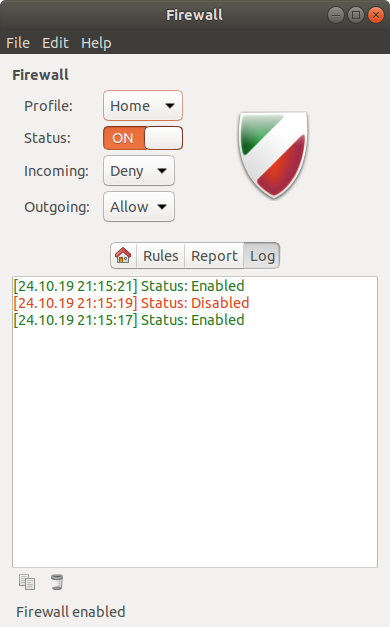 Firewall
File Edit Help
Firewall
Profile: Home
Status: ON
Incoming: Deny
Outgoing: Allow
Rules Report Log
[24.10.19 21:15:21] Status: Enabled
[24.10.19 21:15:19] Status: Disabled
[24.10.19 21:15:17] Status: Enabled
Firewall enabled